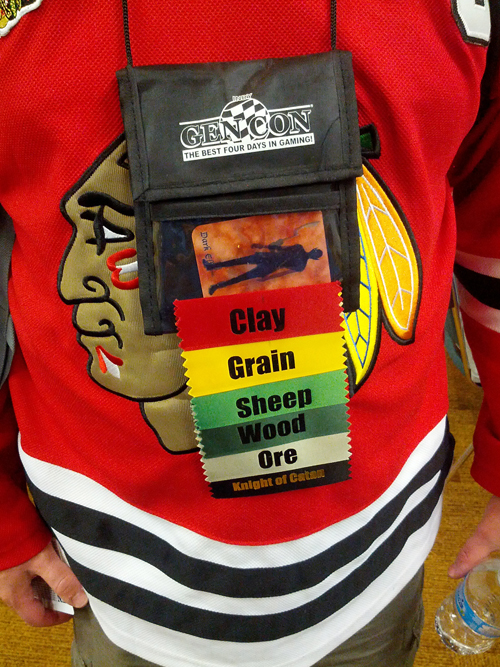 GEN CON
THE BEST FOUR DAYS IN GAMING!
Clay
Grain
Sheep
Wood
Ore
Knight of Catan